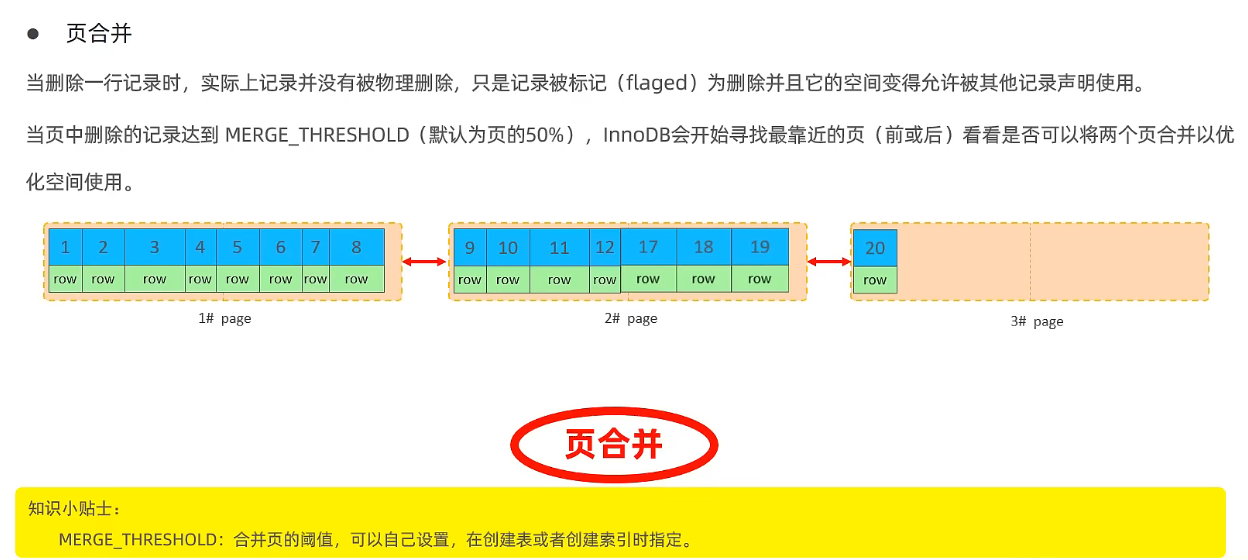 ● 页合并
当删除一行记录时，实际上记录并没有被物理删除，只是记录被标记（flaged）为删除并且它的空间变得允许被其他记录声明使用。
当页中删除的记录达到 MERGE_THRESHOLD（默认为页的50%），InnoDB会开始寻找最靠近的页（前或后）看看是否可以将两个页合并以优
化空间使用。
1 2 3 4 5 6 7 8 9 10 11 12 17 18 19 20
row row row row row row row row row row row row row row row row
1# page 2# page 3# page
页合并
知识小贴士：
MERGE_THRESHOLD：合并页的阈值，可以自己设置，在创建表或者创建索引时指定。